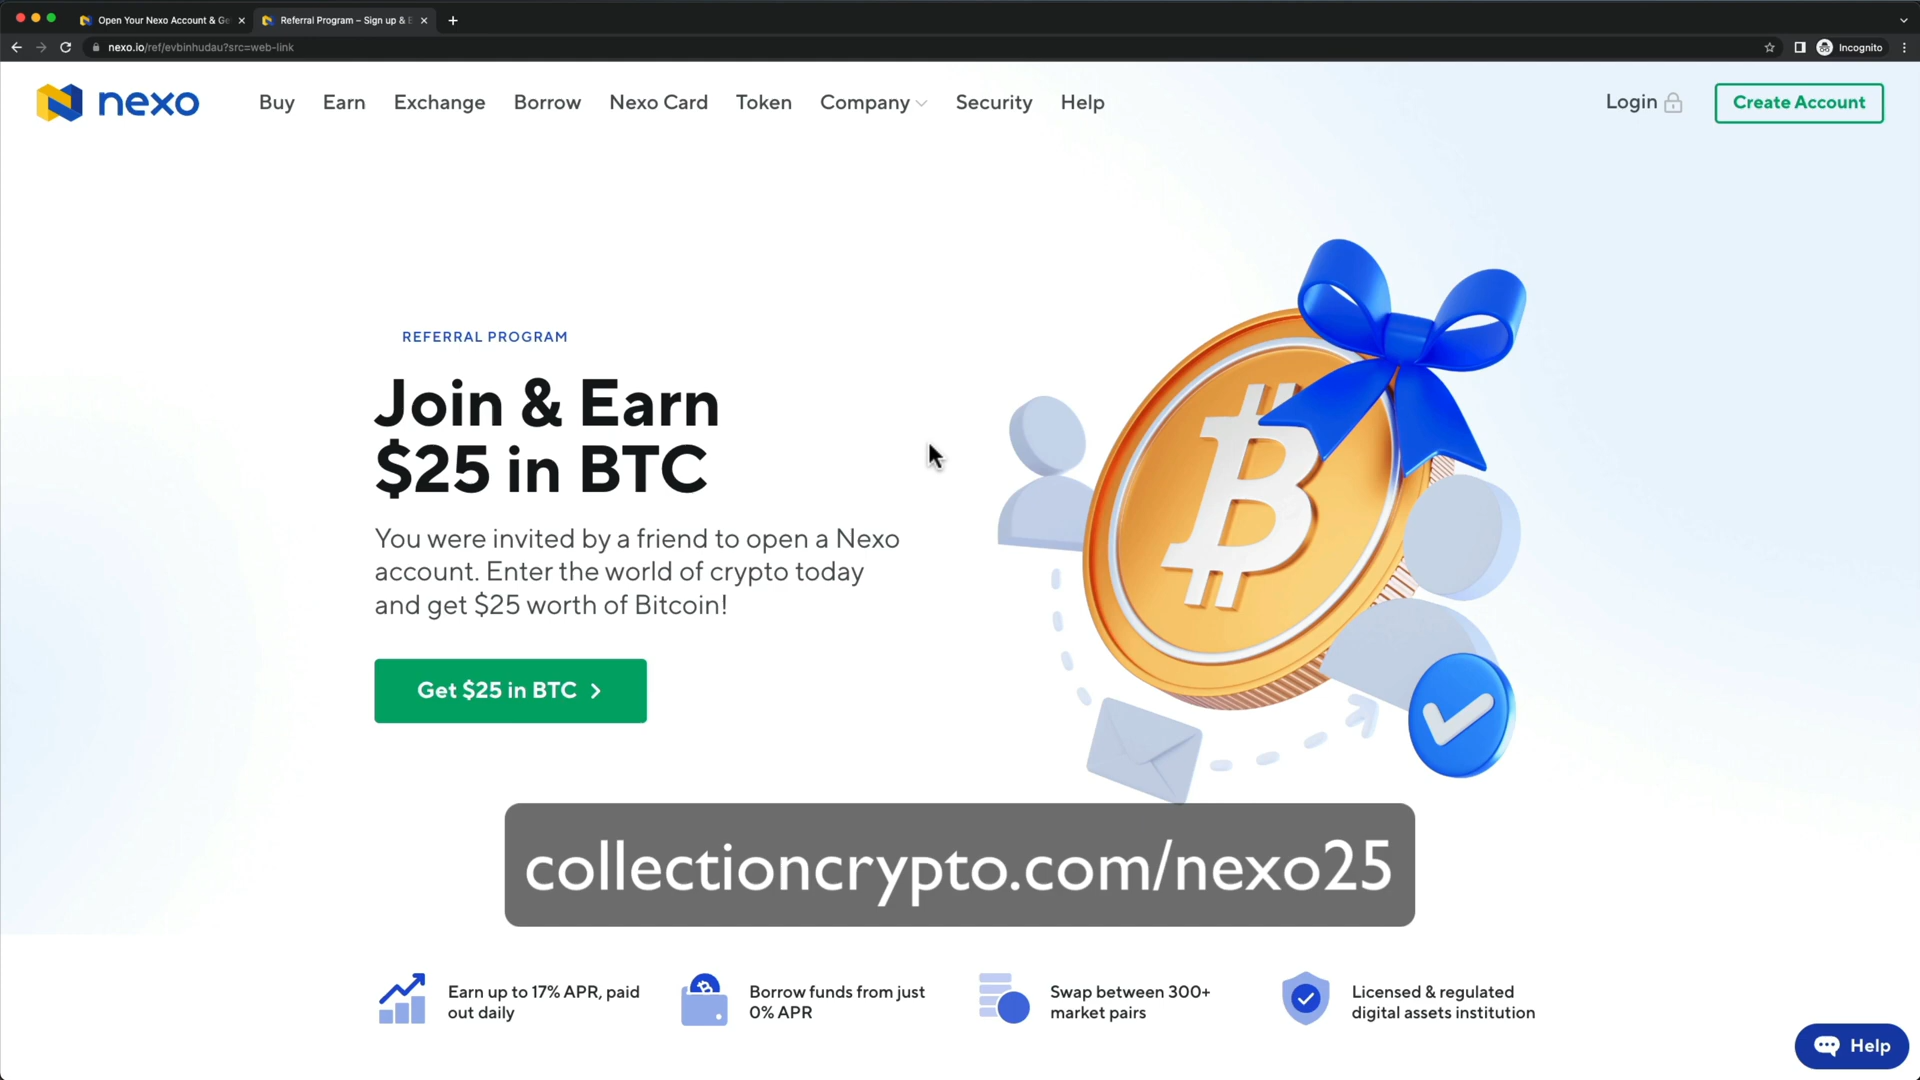 Open Your Nexo Account & Ge
Referral Program – Sign up & E
nexo.io/ref/evbinhudau?src=web-link
Incognito
nexo
Buy
Earn
Exchange
Borrow
Nexo Card
Token
Company
Security
Help
Login
Create Account
REFERRAL PROGRAM
Join & Earn
$25 in BTC
You were invited by a friend to open a Nexo
account. Enter the world of crypto today
and get $25 worth of Bitcoin!
Get $25 in BTC
collectioncrypto.com/nexo25
Earn up to 17% APR, paid
out daily
Borrow funds from just
0% APR
Swap between 300+
market pairs
Licensed & regulated
digital assets institution
Help